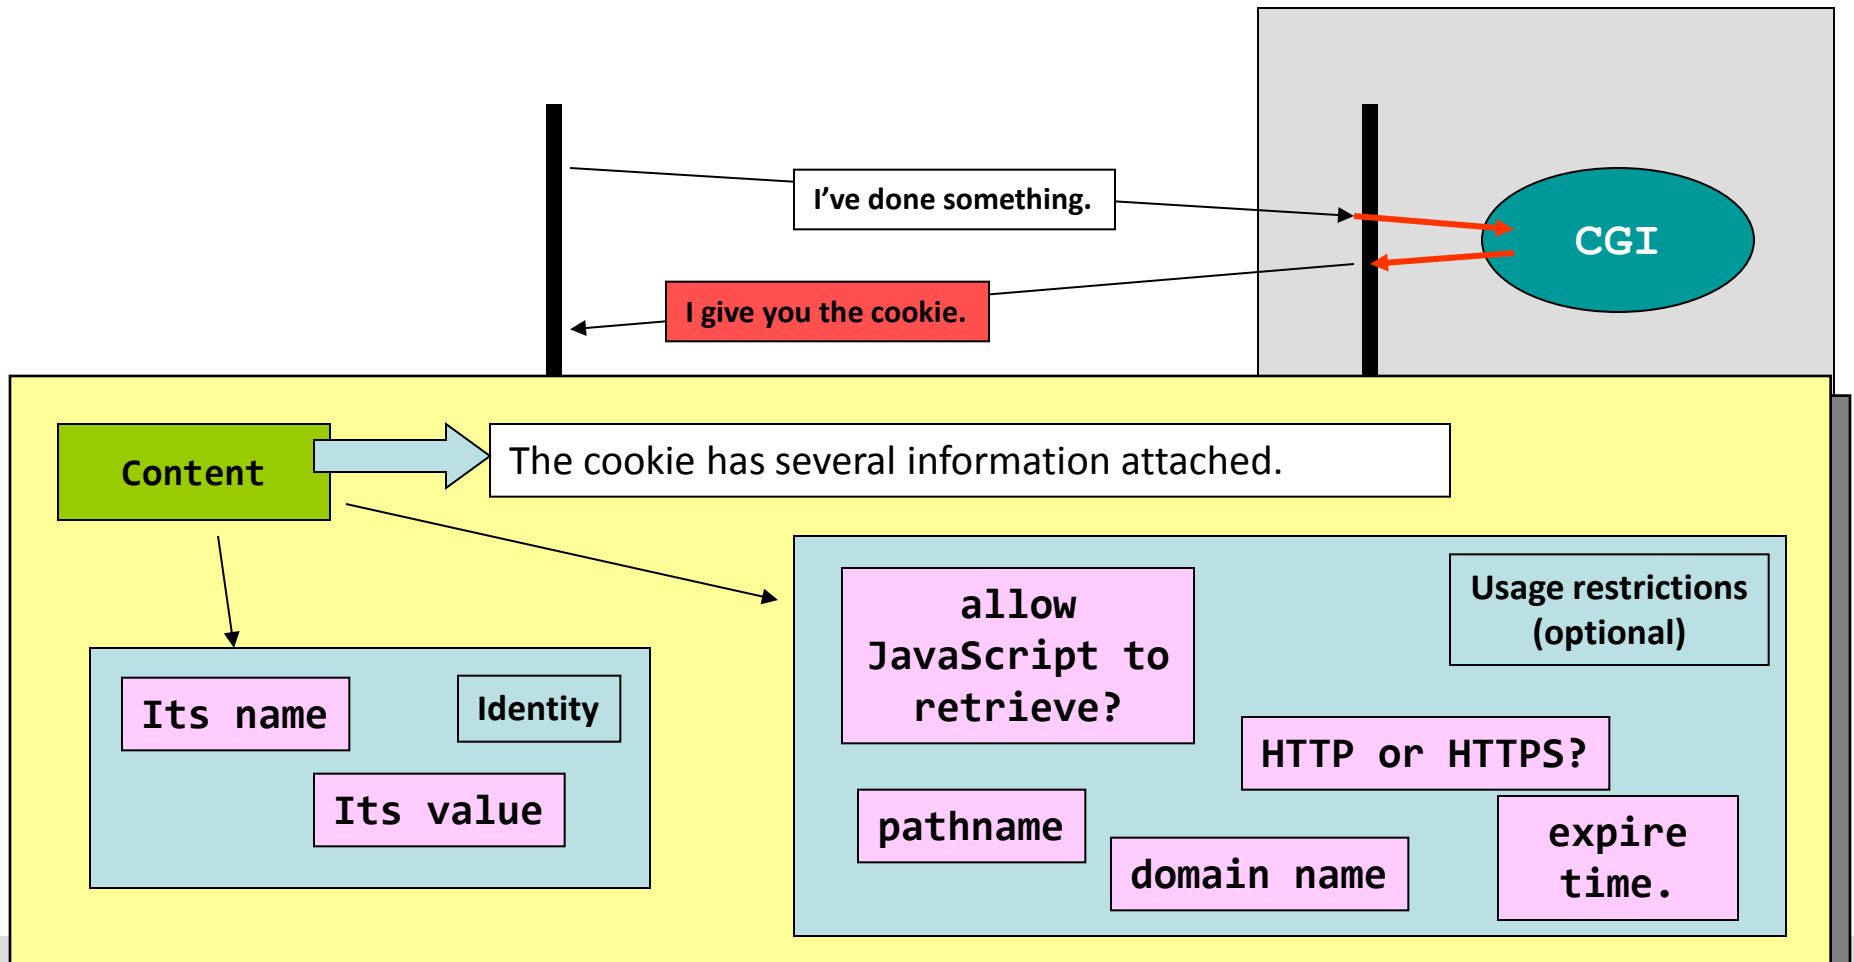 I’ve done something.
CGI
I give you the cookie.
Content
The cookie has several information attached.
Its name
Identity
Its value
allow
JavaScript to
retrieve?
Usage restrictions
(optional)
HTTP or HTTPS?
pathname
domain name
expire
time.